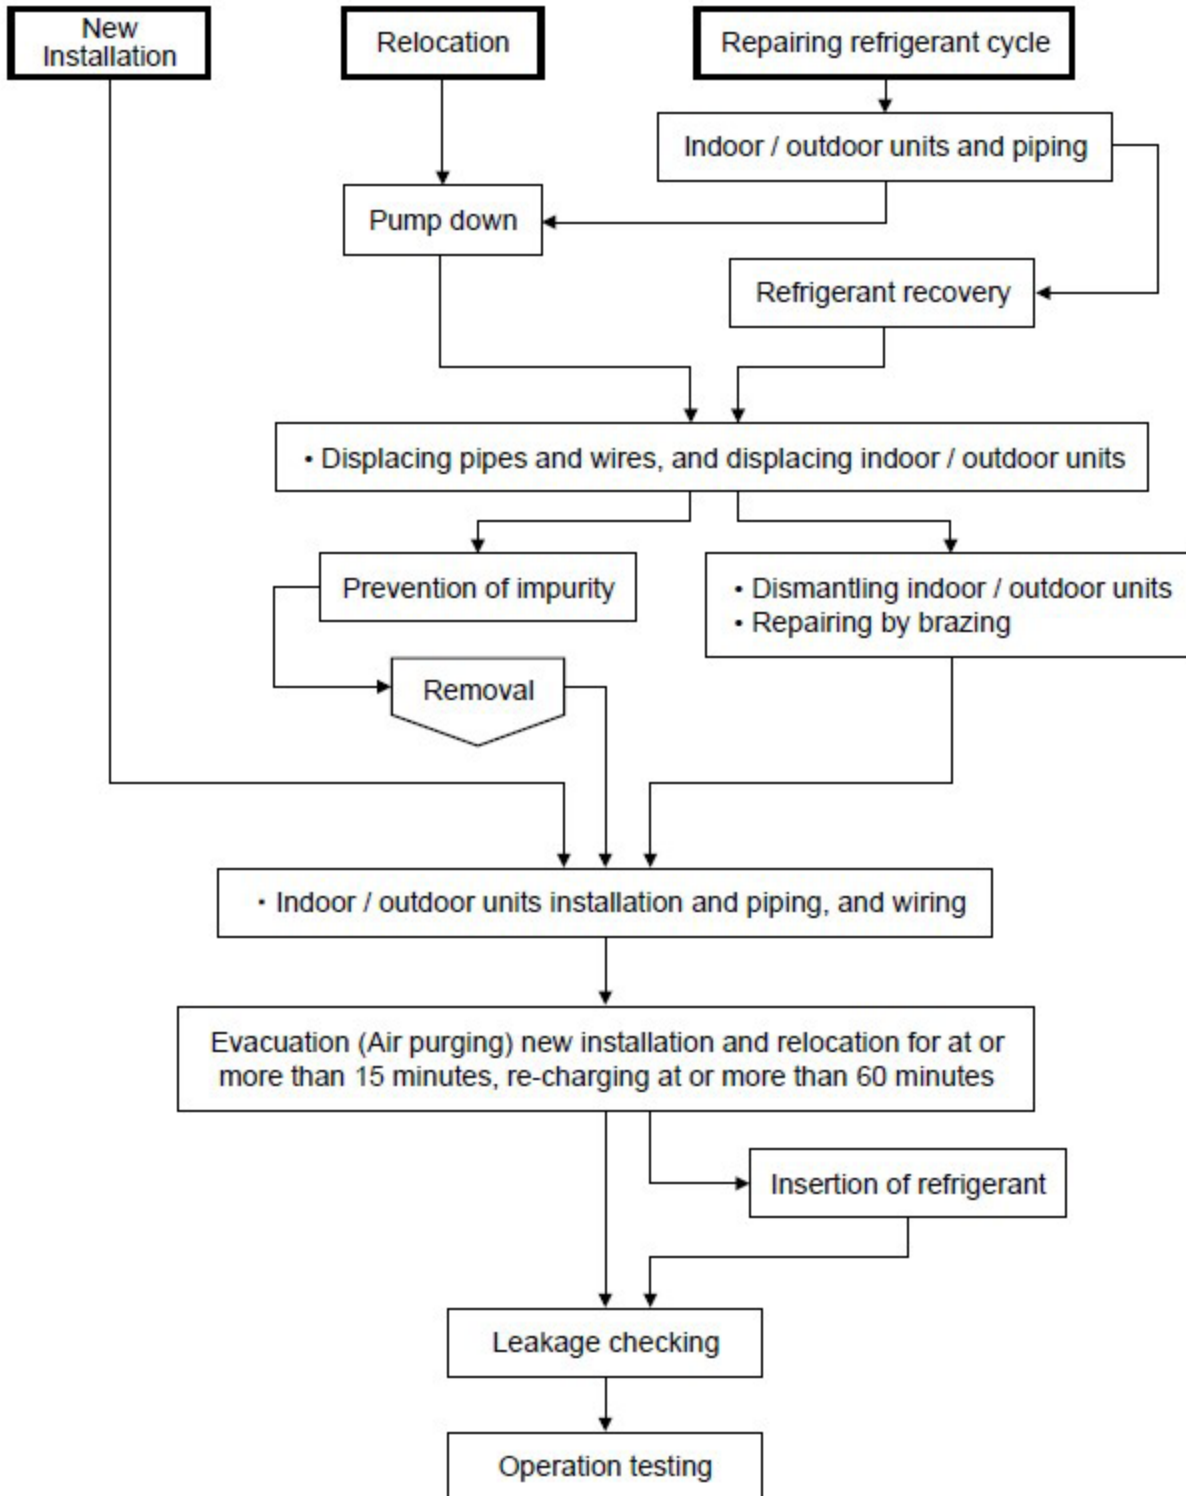 New
Installation
Relocation
Repairing refrigerant cycle
Indoor / outdoor units and piping
Pump down
Refrigerant recovery
• Displacing pipes and wires, and displacing indoor / outdoor units
Prevention of impurity
• Dismantling indoor / outdoor units
• Repairing by brazing
Removal
• Indoor / outdoor units installation and piping, and wiring
Evacuation (Air purging) new installation and relocation for at or
more than 15 minutes, re-charging at or more than 60 minutes
Insertion of refrigerant
Leakage checking
Operation testing